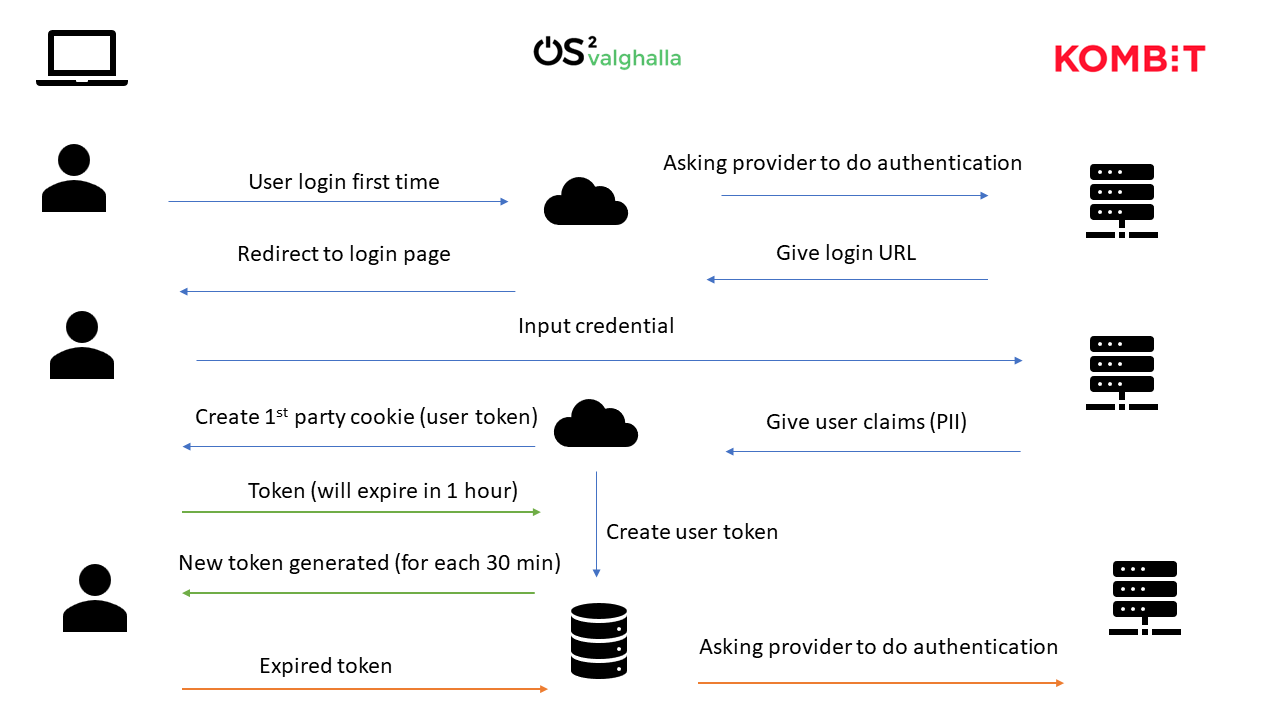 OS² valghalla
KOMBIT
Asking provider to do authentication
User login first time
Redirect to login page
Give login URL
Input credential
Create 1st party cookie (user token)
Give user claims (PII)
Token (will expire in 1 hour)
Create user token
New token generated (for each 30 min)
Asking provider to do authentication
Expired token